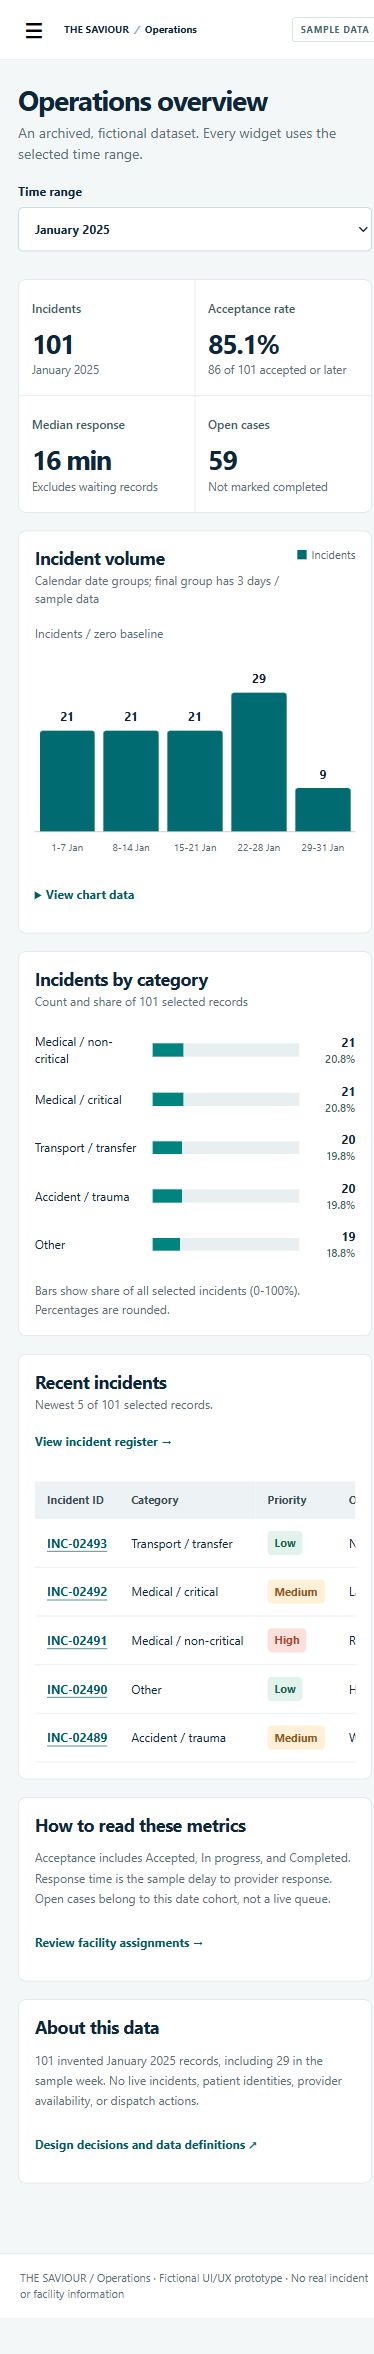 THE SAVIOUR / Operations
SAMPLE DATA
Operations overview
An archived, fictional dataset. Every widget uses the
selected time range.
Time range
January 2025
Incidents
101
January 2025
Acceptance rate
85.1%
86 of 101 accepted or later
Median response
16 min
Excludes waiting records
Open cases
59
Not marked completed
Incident volume
Incidents
Calendar date groups; final group has 3 days /
sample data
Incidents / zero baseline
21 21 21 29 9
1-7 Jan 8-14 Jan 15-21 Jan 22-28 Jan 29-31 Jan
▶ View chart data
Incidents by category
Count and share of 101 selected records
Medical / non-
critical
21
20.8%
Medical / critical
21
20.8%
Transport / transfer
20
19.8%
Accident / trauma
20
19.8%
Other
19
18.8%
Bars show share of all selected incidents (0-100%).
Percentages are rounded.
Recent incidents
Newest 5 of 101 selected records.
View incident register →
Incident ID Category Priority
INC-02493 Transport / transfer Low
INC-02492 Medical / critical Medium
INC-02491 Medical / non-critical High
INC-02490 Other Low
INC-02489 Accident / trauma Medium
How to read these metrics
Acceptance includes Accepted, In progress, and Completed.
Response time is the sample delay to provider response.
Open cases belong to this date cohort, not a live queue.
Review facility assignments →
About this data
101 invented January 2025 records, including 29 in the
sample week. No live incidents, patient identities, provider
availability, or dispatch actions.
Design decisions and data definitions ↗
THE SAVIOUR / Operations · Fictional UI/UX prototype · No real incident
or facility information